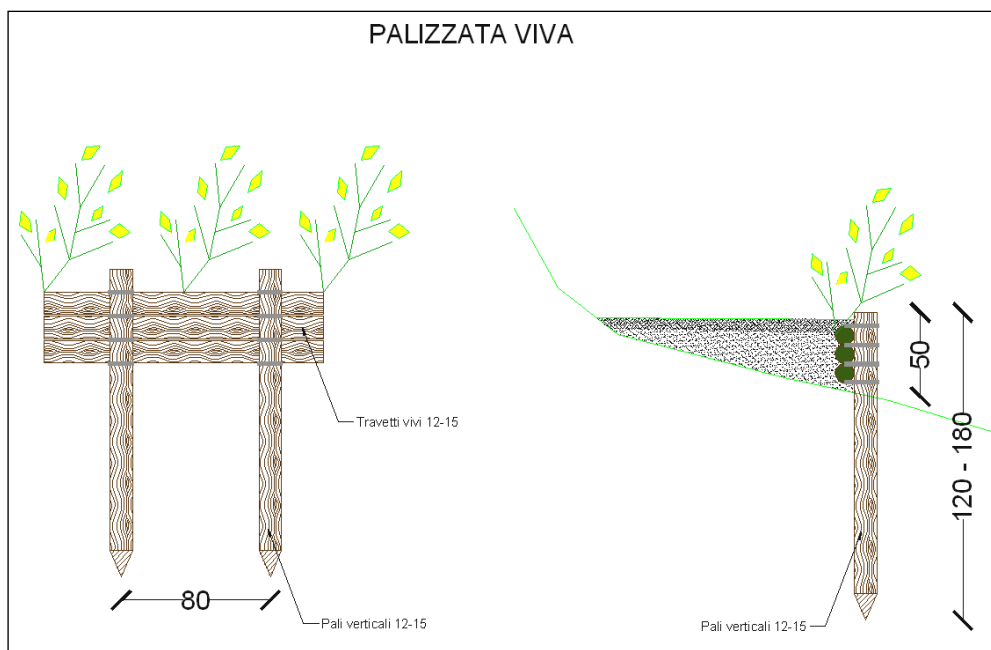 PALIZZATA VIVA
Travetti vivi 12-15
80
Pali verticali 12-15
50
120 - 180
Pali verticali 12-15